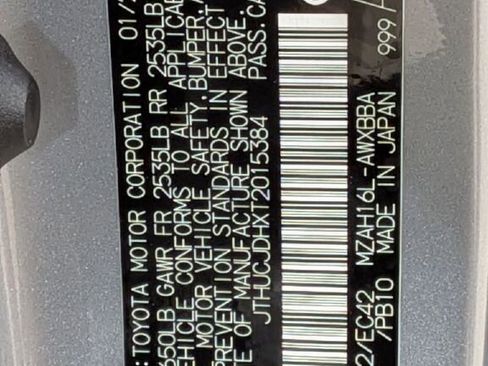 : TOYOTA MOTOR CORPORATION 01/
650LB GAWR FR 2535LB RR 2535LB
EHICLE CONFORMS TO ALL APPLICAB
MOTOR VEHICLE SAFETY, BUMPER,
PREVENTION STANDARDS IN EFFECT
TE OF MANUFACTURE SHOWN ABOVE.
JTHUCJDHXT2015384 PASS.CA
2/EC42 MZAH16L-AWXBBA
/PB10 MADE IN JAPAN 999